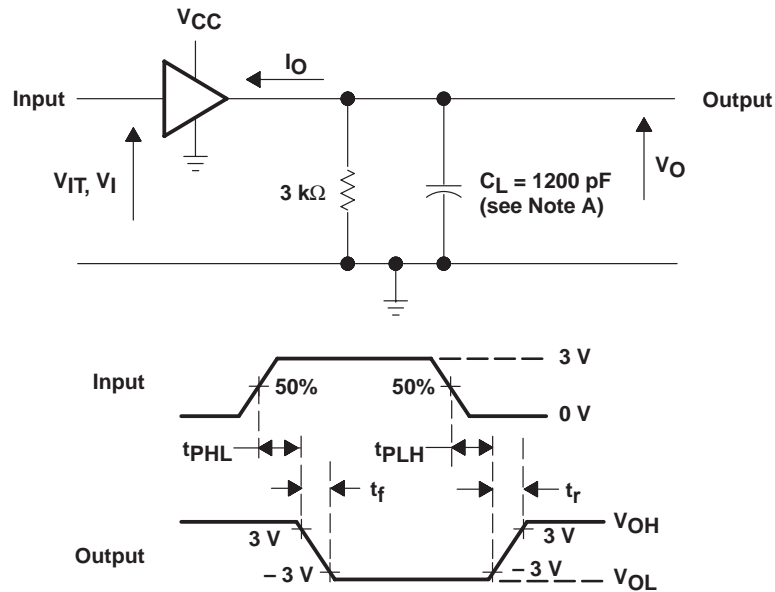 VCC
IO
Input
Output
VIT, VI
3 kΩ
CL = 1200 pF
(see Note A)
VO
Input
50%
50%
3 V
0 V
tPHL
tPLH
tf
tr
Output
3 V
– 3 V
3 V
– 3 V
VOH
VOL